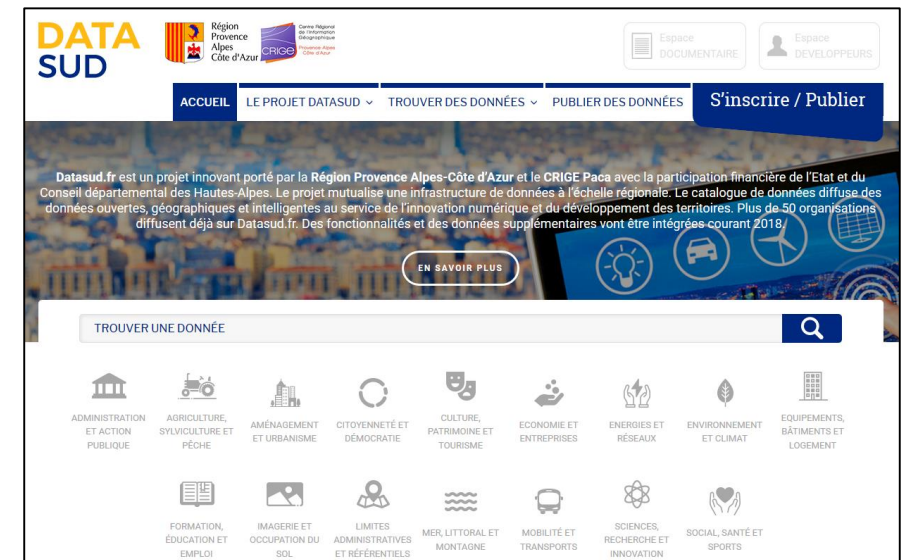 DATA
SUD
Région
Provence
Alpes
Côte d'Azur
CRIGE
Centre Régional
de l'Information
Géographique
Provence-Alpes
Côte d'Azur
Espace
DOCUMENTAIRE
Espace
DEVELOPPEURS
ACCUEIL
LE PROJET DATASUD
TROUVER DES DONNÉES
PUBLIER DES DONNÉES
S'inscrire / Publier
Datasud.fr est un projet innovant porté par la Région Provence Alpes-Côte d'Azur et le CRIGE Paca avec la participation financière de l'Etat et du
Conseil départemental des Hautes-Alpes. Le projet mutualise une infrastructure de données à l'échelle régionale. Le catalogue de données diffuse des
données ouvertes, géographiques et intelligentes au service de l'innovation numérique et du développement des territoires. Plus de 50 organisations
diffusent déjà sur Datasud.fr. Des fonctionnalités et des données supplémentaires vont être intégrées courant 2018.
EN SAVOIR PLUS
TROUVER UNE DONNÉE
ADMINISTRATION
ET ACTION
PUBLIQUE
AGRICULTURE,
SYLVICULTURE ET
PÊCHE
AMÉNAGEMENT
ET URBANISME
CITOYENNETÉ ET
DÉMOCRATIE
CULTURE,
PATRIMOINE ET
TOURISME
ECONOMIE ET
ENTREPRISES
ENERGIES ET
RÉSEAUX
ENVIRONNEMENT
ET CLIMAT
EQUIPEMENTS,
BÂTIMENTS ET
LOGEMENT
FORMATION,
ÉDUCATION ET
EMPLOI
IMAGERIE ET
OCCUPATION DU
SOL
LIMITES
ADMINISTRATIVES
ET RÉFÉRENTIELS
MER, LITTORAL ET
MONTAGNE
MOBILITÉ ET
TRANSPORTS
SCIENCES,
RECHERCHE ET
INNOVATION
SOCIAL, SANTÉ ET
SPORTS